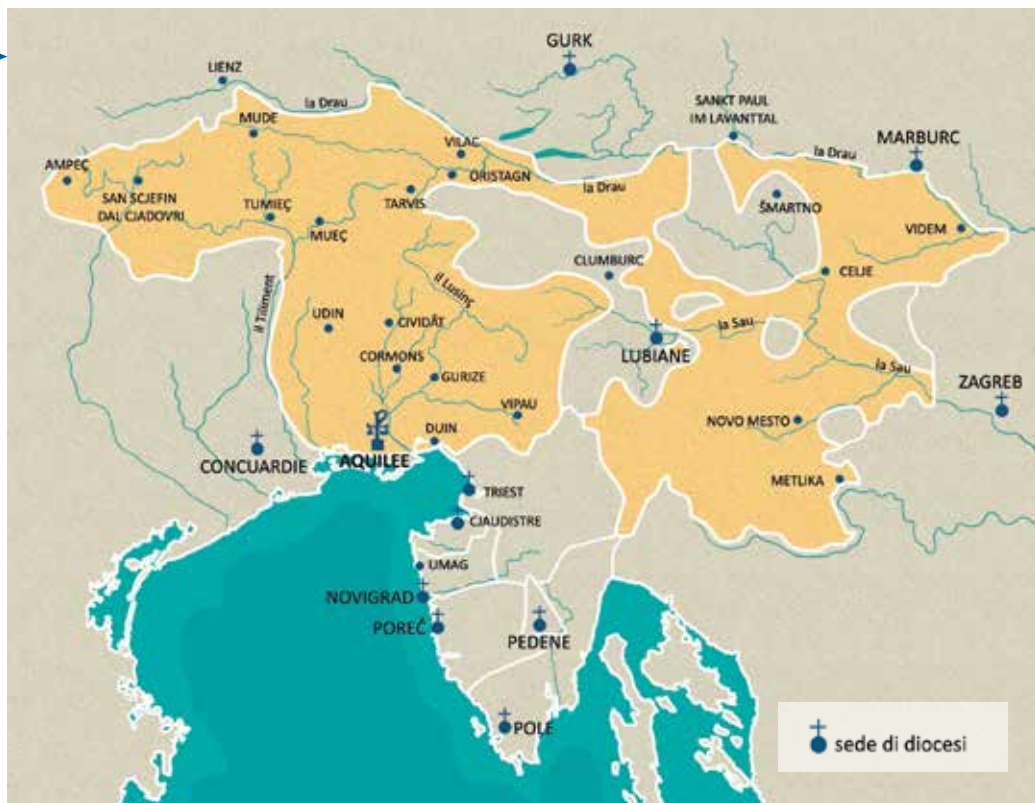 GURK
LIENZ
la Drau
SANKT PAUL
IM LAVANTTAL
MUDE
MARBURC
VILAC
la Drau
AMPEÇ
ORISTAGN
la Drau
SAN SCJEFIN
DAL CJADOVRI
TUMIEÇ
TARVIS
ŠMARTNO
MUEÇ
VIDEM
CLUMBURC
CELJE
il Lusinç
il Tiliment
UDIN
CIVIDÂT
la Sau
LUBIANE
CORMONS
la Sau
GURIZE
ZAGREB
VIPAU
NOVO MESTO
DUIN
CONCUARDIE
AQUILEE
METLIKA
TRIEST
CJAUDISTRE
UMAG
NOVIGRAD
POREČ
PEDENE
POLE
sede di diocesi